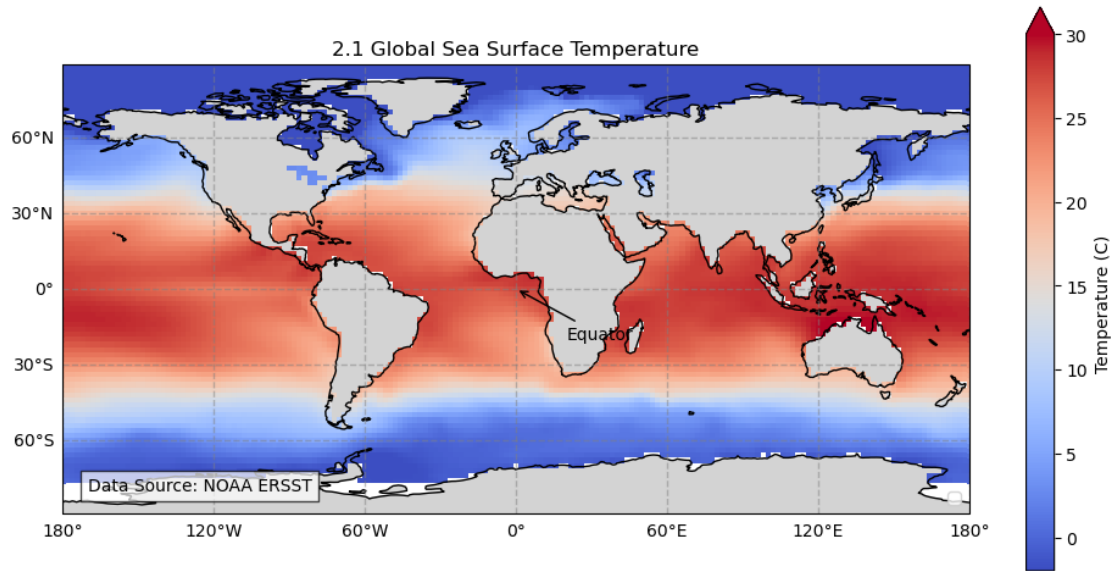 2.1 Global Sea Surface Temperature
60°N
30°N
0°
30°S
60°S
Equator
Data Source: NOAA ERSST
180°
120°W
60°W
0°
60°E
120°E
180°
30
25
20
15
10
5
0
Temperature (C)